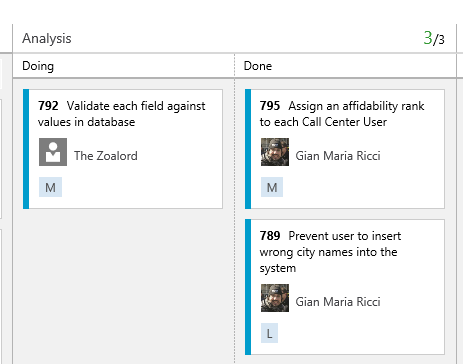 Analysis 3/3
Doing
Done
792 Validate each field against
values in database
The Zoalord
M
795 Assign an affidability rank
to each Call Center User
Gian Maria Ricci
M
789 Prevent user to insert
wrong city names into the
system
Gian Maria Ricci
L